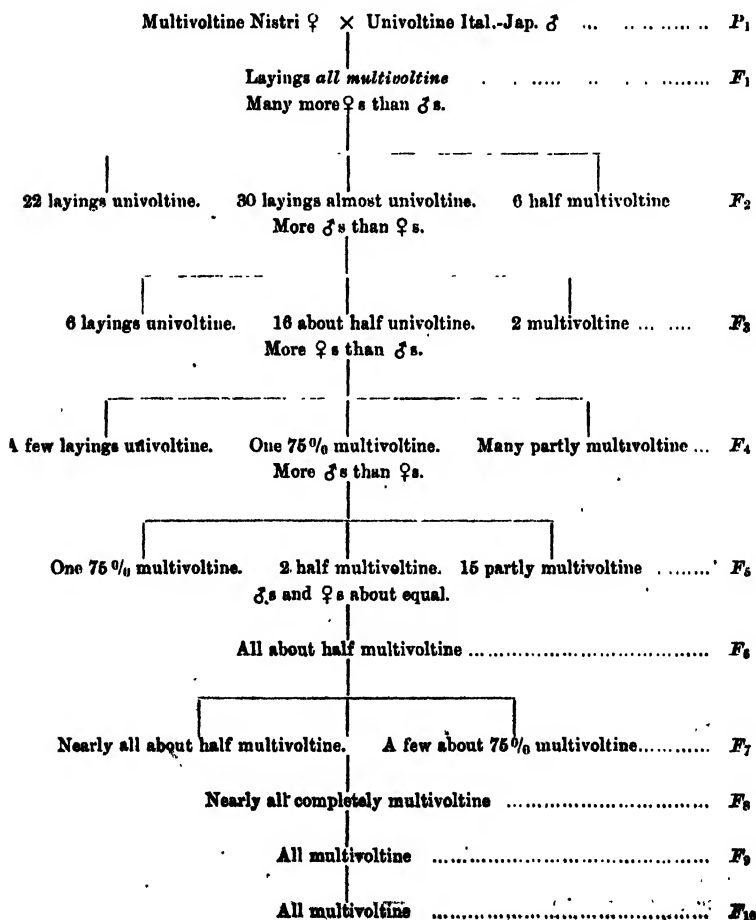 Multivoltine Nistri ♀ × Univoltine Ital.-Jap. ♂ ... .. ........ ... P₁
Layings all multivoltine . . ..... .. . . ........ F₁
Many more ♀s than ♂s.
22 layings univoltine. 30 layings almost univoltine. 6 half multivoltine F₂
More ♂s than ♀s.
6 layings univoltine. 16 about half univoltine. 2 multivoltine ... .... F₃
More ♀s than ♂s.
A few layings univoltine. One 75% multivoltine. Many partly multivoltine ... F₄
More ♂s than ♀s.
One 75% multivoltine. 2 half multivoltine. 15 partly multivoltine ........ F₅
♂s and ♀s about equal.
All about half multivoltine .................................... F₆
Nearly all about half multivoltine. A few about 75% multivoltine............ F₇
Nearly all completely multivoltine ............................. F₈
All multivoltine .................................. F₉
All multivoltine .................................. F₁₀